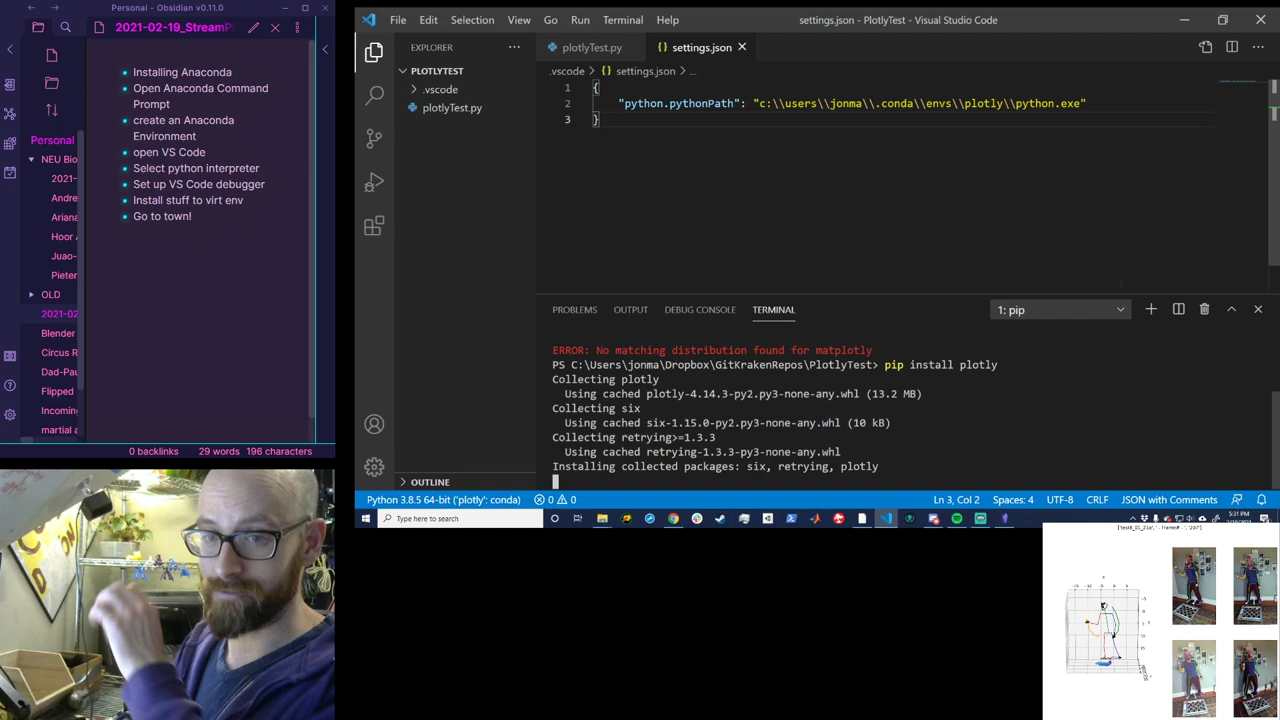 Personal - Obsidian v0.11.0
2021-02-19_StreamP
Installing Anaconda
Open Anaconda Command
Prompt
create an Anaconda
Environment
open VS Code
Select python interpreter
Set up VS Code debugger
Install stuff to virt env
Go to town!
Personal
NEU Bio
2021-
Andre
Ariana
Hoor
Juao-
Pieter
OLD
2021-02
Blender
Circus R
Dad-Pau
Flipped
Incoming
martial a
0 backlinks 29 words 196 characters
File Edit Selection View Go Run Terminal Help
settings.json - PlotlyTest - Visual Studio Code
EXPLORER
PLOTLYTEST
.vscode
plotlyTest.py
OUTLINE
plotlyTest.py {} settings.json
.vscode > {} settings.json > ...
1 {
2 "python.pythonPath": "c:\\users\\jonma\\.conda\\envs\\plotly\\python.exe"
3 }
PROBLEMS OUTPUT DEBUG CONSOLE TERMINAL
1: pip
ERROR: No matching distribution found for matplotly
PS C:\Users\jonma\Dropbox\GitKrakenRepos\PlotlyTest> pip install plotly
Collecting plotly
Using cached plotly-4.14.3-py2.py3-none-any.whl (13.2 MB)
Collecting six
Using cached six-1.15.0-py2.py3-none-any.whl (10 kB)
Collecting retrying>=1.3.3
Using cached retrying-1.3.3-py3-none-any.whl
Installing collected packages: six, retrying, plotly
Python 3.8.5 64-bit ('plotly': conda) 0 0 Ln 3, Col 2 Spaces: 4 UTF-8 CRLF JSON with Comments
Type here to search
5:31 PM